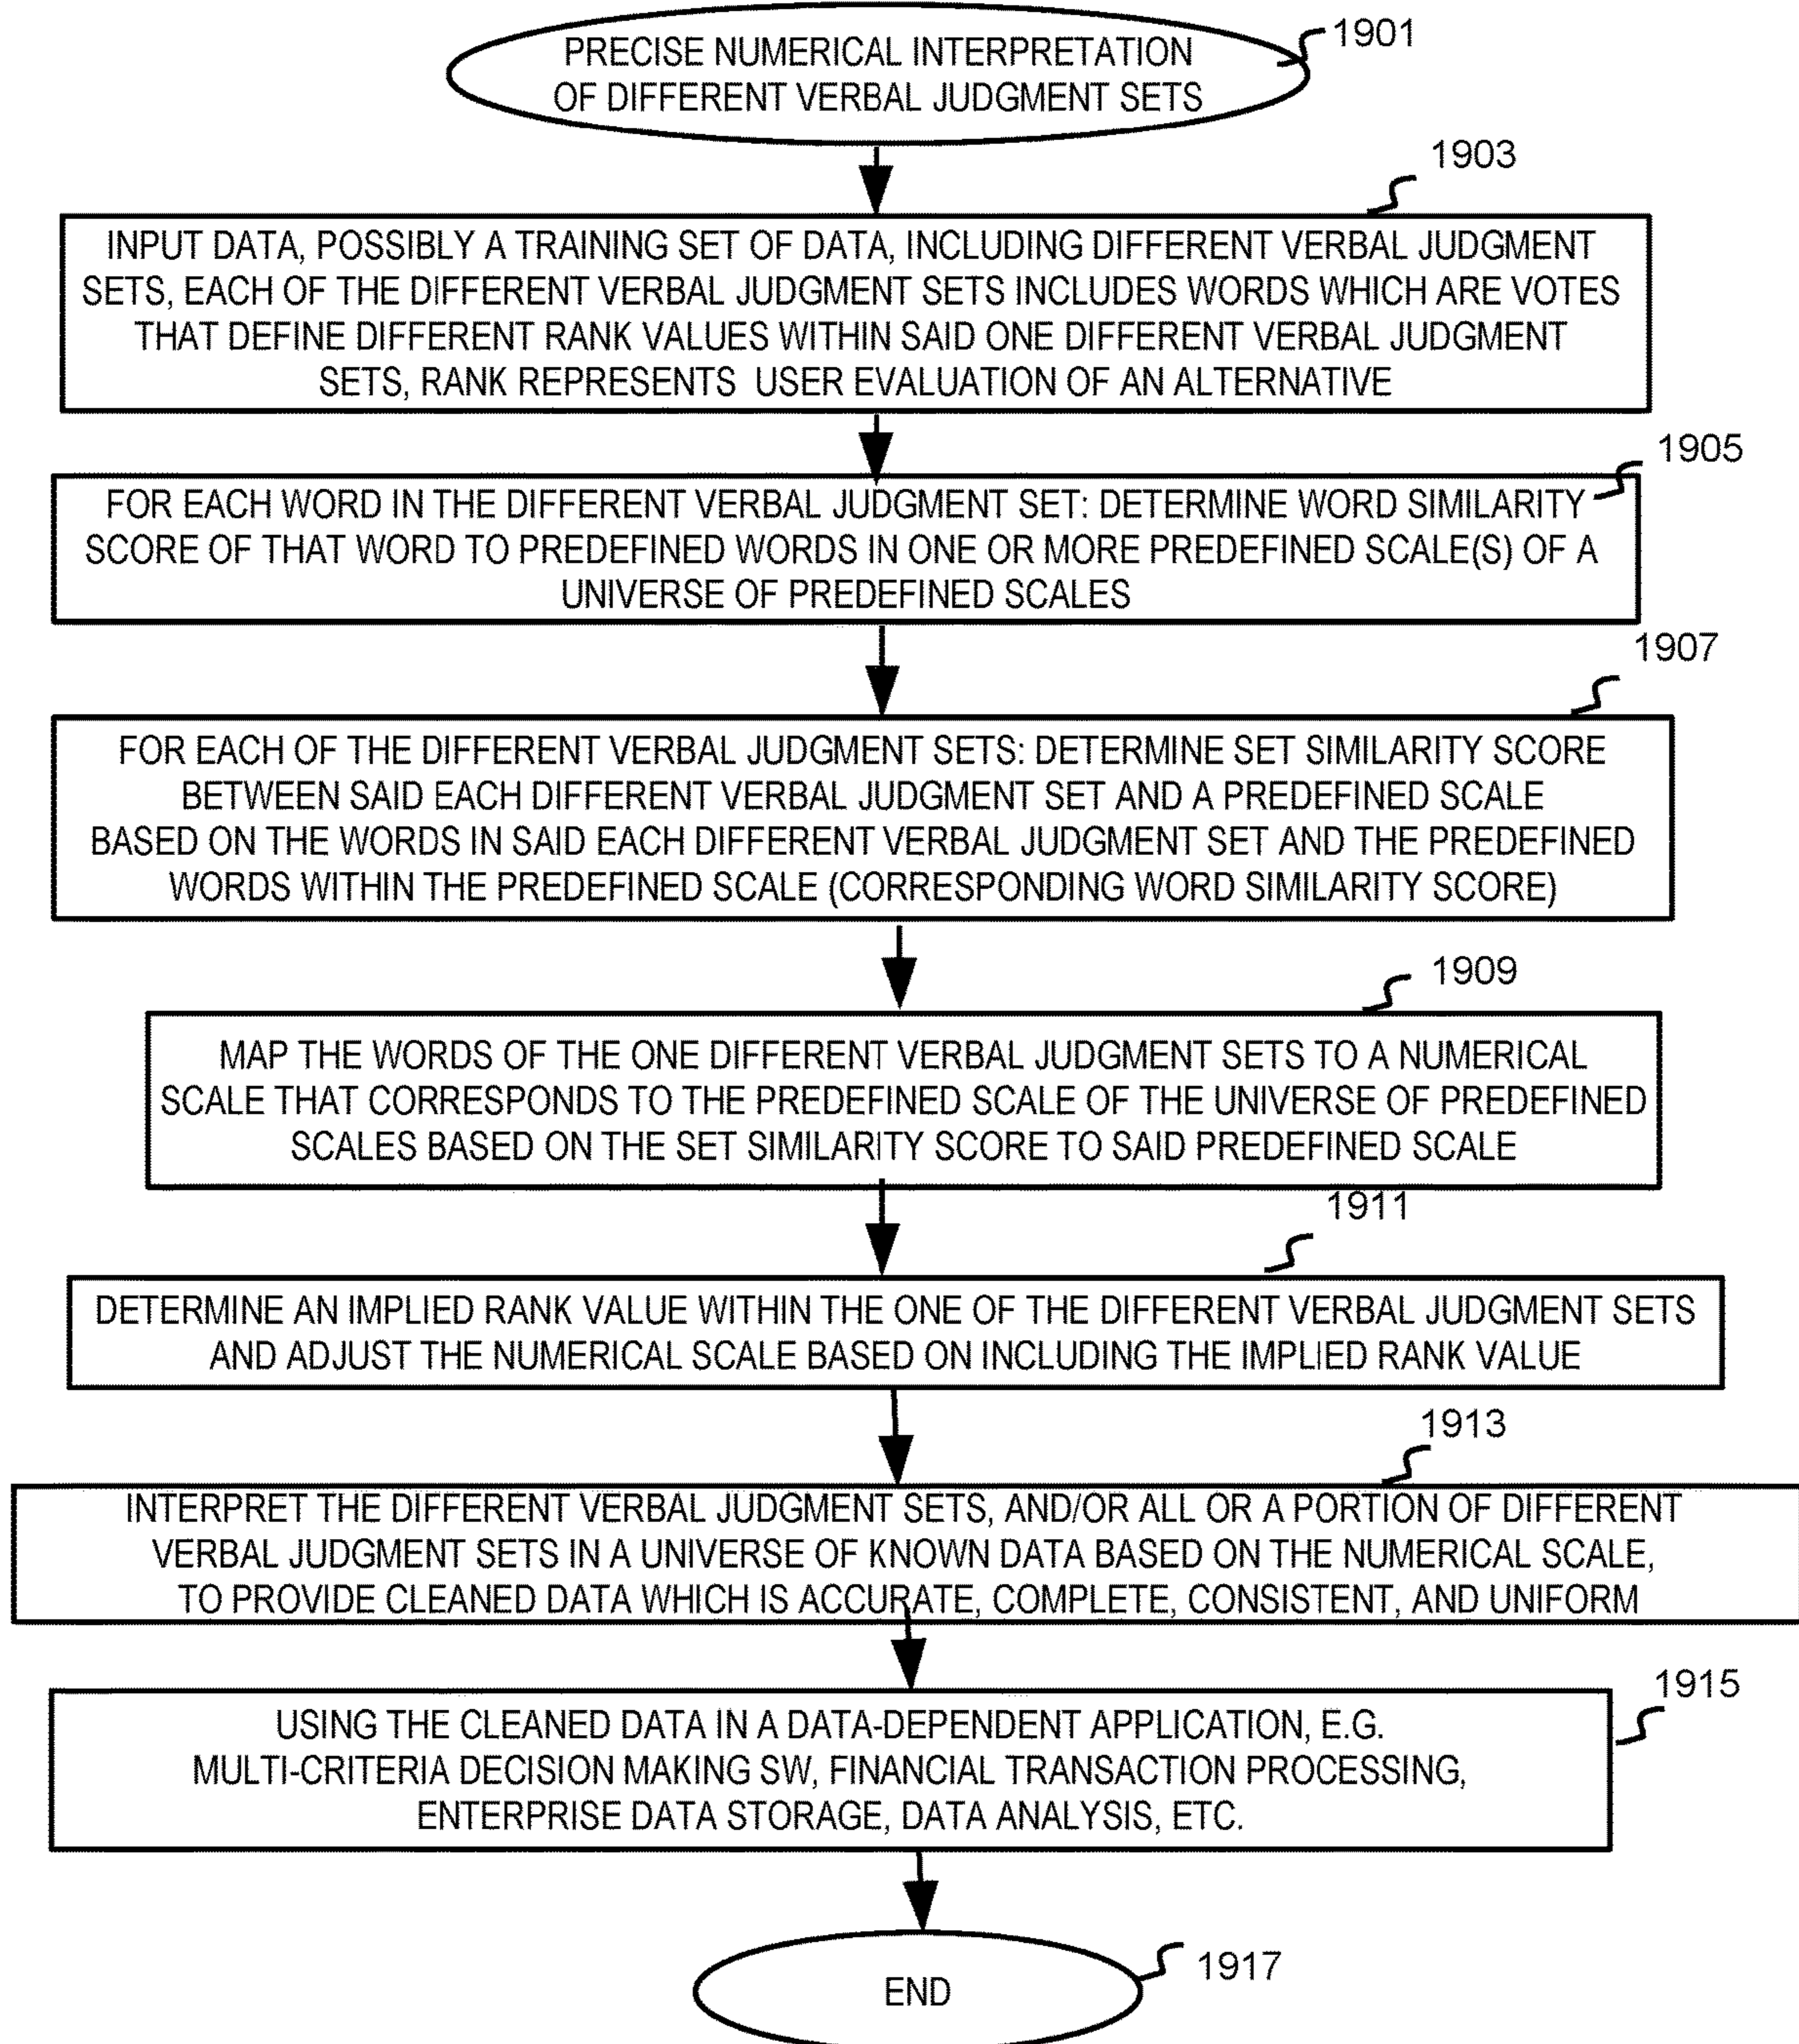 PRECISE NUMERICAL INTERPRETATION
OF DIFFERENT VERBAL JUDGMENT SETS
1901
1903
INPUT DATA, POSSIBLY A TRAINING SET OF DATA, INCLUDING DIFFERENT VERBAL JUDGMENT
SETS, EACH OF THE DIFFERENT VERBAL JUDGMENT SETS INCLUDES WORDS WHICH ARE VOTES
THAT DEFINE DIFFERENT RANK VALUES WITHIN SAID ONE DIFFERENT VERBAL JUDGMENT
SETS, RANK REPRESENTS USER EVALUATION OF AN ALTERNATIVE
1905
FOR EACH WORD IN THE DIFFERENT VERBAL JUDGMENT SET: DETERMINE WORD SIMILARITY
SCORE OF THAT WORD TO PREDEFINED WORDS IN ONE OR MORE PREDEFINED SCALE(S) OF A
UNIVERSE OF PREDEFINED SCALES
1907
FOR EACH OF THE DIFFERENT VERBAL JUDGMENT SETS: DETERMINE SET SIMILARITY SCORE
BETWEEN SAID EACH DIFFERENT VERBAL JUDGMENT SET AND A PREDEFINED SCALE
BASED ON THE WORDS IN SAID EACH DIFFERENT VERBAL JUDGMENT SET AND THE PREDEFINED
WORDS WITHIN THE PREDEFINED SCALE (CORRESPONDING WORD SIMILARITY SCORE)
1909
MAP THE WORDS OF THE ONE DIFFERENT VERBAL JUDGMENT SETS TO A NUMERICAL
SCALE THAT CORRESPONDS TO THE PREDEFINED SCALE OF THE UNIVERSE OF PREDEFINED
SCALES BASED ON THE SET SIMILARITY SCORE TO SAID PREDEFINED SCALE
1911
DETERMINE AN IMPLIED RANK VALUE WITHIN THE ONE OF THE DIFFERENT VERBAL JUDGMENT SETS
AND ADJUST THE NUMERICAL SCALE BASED ON INCLUDING THE IMPLIED RANK VALUE
1913
INTERPRET THE DIFFERENT VERBAL JUDGMENT SETS, AND/OR ALL OR A PORTION OF DIFFERENT
VERBAL JUDGMENT SETS IN A UNIVERSE OF KNOWN DATA BASED ON THE NUMERICAL SCALE,
TO PROVIDE CLEANED DATA WHICH IS ACCURATE, COMPLETE, CONSISTENT, AND UNIFORM
1915
USING THE CLEANED DATA IN A DATA-DEPENDENT APPLICATION, E.G.
MULTI-CRITERIA DECISION MAKING SW, FINANCIAL TRANSACTION PROCESSING,
ENTERPRISE DATA STORAGE, DATA ANALYSIS, ETC.
END
1917